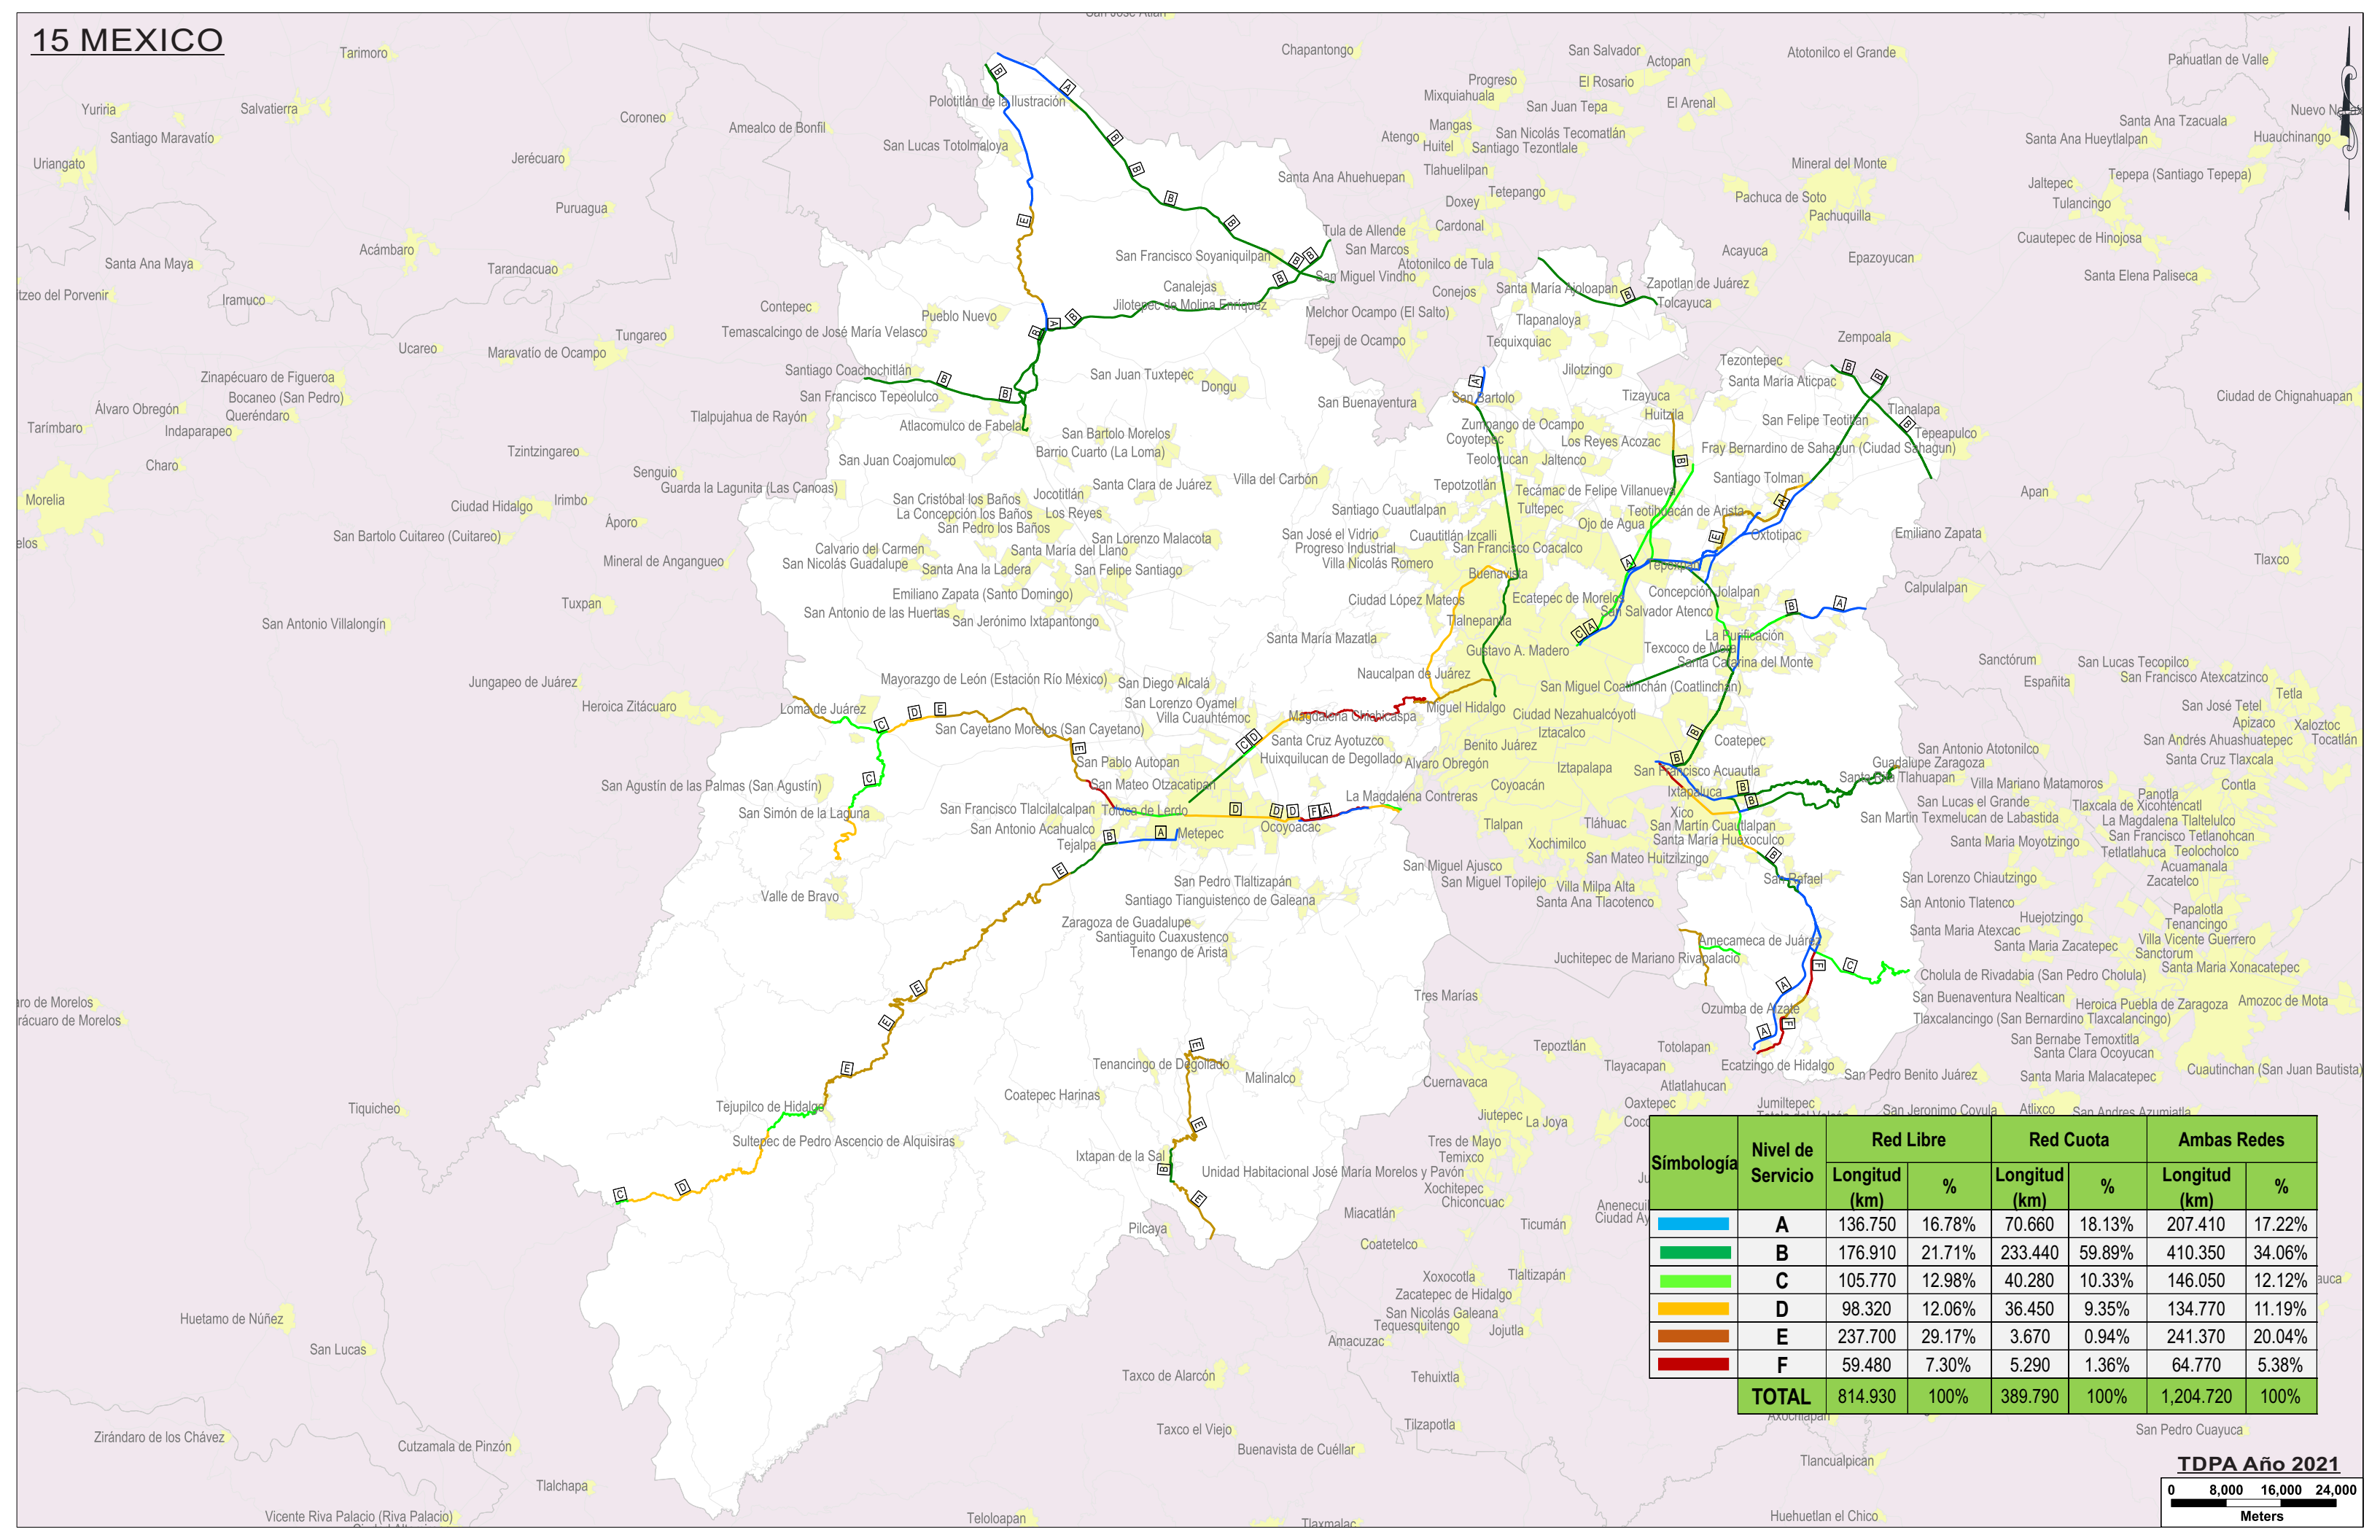 15 MEXICO
San José Atlán
Tarimoro
Chapantongo
San Salvador
Actopan
Atotonilco el Grande
Pahuatlan de Valle
Yuriria
Salvatierra
Santiago Maravatío
Coroneo
Amealco de Bonfil
Polotitlán de la Ilustración
Progreso
Mixquiahuala
El Rosario
San Juan Tepa
El Arenal
Santa Ana Tzacuala
Huauchinango
Santa Ana Hueytlalpan
Uriangato
Jerécuaro
San Lucas Totolmaloya
Atengo
Mangas
Huitel
San Nicolás Tecomatlán
Santiago Tezontlale
Mineral del Monte
Tlahuelilpan
Santa Ana Ahuehuepan
Tetepango
Jaltepec
Tepepa (Santiago Tepepa)
Tulancingo
Pachuca de Soto
Pachuquilla
Puruagua
Doxey
Cardonal
Tula de Allende
San Marcos
Acámbaro
Santa Ana Maya
Tarandacuao
San Francisco Soyaniquilpan
San Miguel Vindho
Atotonilco de Tula
Conejos
Acayuca
Epazoyucan
Cuautepec de Hinojosa
Santa Elena Paliseca
itzeo del Porvenir
Iramuco
Contepec
Canalejas
Jilotepec de Molina Enríquez
Santa María Ajoloapan
Zapotlan de Juárez
Tolcayuca
Melchor Ocampo (El Salto)
Tlapanaloya
Pueblo Nuevo
Temascalcingo de José María Velasco
Tungareo
Ucareo
Maravatío de Ocampo
Tepeji de Ocampo
Tequixquiac
Zempoala
Tezontepec
Zinapécuaro de Figueroa
Bocaneo (San Pedro)
Queréndaro
Álvaro Obregón
Indaparapeo
Tarímbaro
Santiago Coachochitlán
San Francisco Tepeolulco
Tlalpujahua de Rayón
Atlacomulco de Fabela
San Juan Tuxtepec
Dongu
San Buenaventura
San Bartolo
Jilotzingo
Tizayuca
Huitzila
Santa María Aticpac
Ciudad de Chignahuapan
Tlanalapa
Tepeapulco
San Felipe Teotitlán
Fray Bernardino de Sahagun (Ciudad Sahagun)
Zumpango de Ocampo
Coyotepec
Los Reyes Acozac
Teoloyucan
Jaltenco
Charo
Morelia
Tzintzingareo
Senguio
Guarda la Lagunita (Las Canoas)
San Juan Coajomulco
San Bartolo Morelos
Barrio Cuarto (La Loma)
Santa Clara de Juárez
Villa del Carbón
Tepotzotlán
Tecámac de Felipe Villanueva
Santiago Tolman
Apan
Ciudad Hidalgo
Irimbo
Áporo
San Cristóbal los Baños
Jocotitlán
La Concepción los Baños
Los Reyes
San Pedro los Baños
Santiago Cuautlalpan
Tultepec
Ojo de Agua
Teotihuacán de Arista
Oxtotipac
Emiliano Zapata
Tlaxco
elos
San Bartolo Cuitareo (Cuitareo)
Mineral de Angangueo
Calvario del Carmen
San Nicolás Guadalupe
Santa María del Llano
San Lorenzo Malacota
Santa Ana la Ladera
San Felipe Santiago
San José el Vidrio
Progreso Industrial
Villa Nicolás Romero
Cuautitlán Izcalli
San Francisco Coacalco
Buenavista
Tepexpan
Calpulalpan
Tuxpan
Emiliano Zapata (Santo Domingo)
San Antonio de las Huertas
San Jerónimo Ixtapantongo
Ciudad López Mateos
Ecatepec de Morelos
Concepción Jolalpan
San Salvador Atenco
San Antonio Villalongín
Santa María Mazatla
Tlalnepantla
Gustavo A. Madero
La Purificación
Texcoco de Mora
Santa Catarina del Monte
Sanctórum
San Lucas Tecopilco
San Francisco Atexcatzinco
Españita
Tetla
Jungapeo de Juárez
Heroica Zitácuaro
Loma de Juárez
Mayorazgo de León (Estación Río México)
San Diego Alcalá
San Lorenzo Oyamel
Villa Cuauhtémoc
Naucalpan de Juárez
San Miguel Coatlinchán (Coatlinchán)
Magdalena Chichicaspa
Miguel Hidalgo
Ciudad Nezahualcóyotl
Iztacalco
San José Tetel
Apizaco
Xaloztoc
Tocatlán
San Andrés Ahuashuatepec
San Antonio Atotonilco
Santa Cruz Tlaxcala
San Cayetano Morelos (San Cayetano)
San Pablo Autopan
Santa Cruz Ayotuzco
Huixquilucan de Degollado
Benito Juárez
Alvaro Obregón
Coatepec
San Francisco Acuautla
Guadalupe Zaragoza
Santa Rita Tlahuapan
Villa Mariano Matamoros
Contla
Panotla
San Agustín de las Palmas (San Agustín)
San Mateo Otzacatipan
Coyoacán
Iztapalapa
Ixtapaluca
San Simón de la Laguna
San Francisco Tlalcilalcalpan
Toluca de Lerdo
La Magdalena Contreras
San Antonio Acahualco
Tejalpa
Metepec
Ocoyoacac
Tlalpan
Tláhuac
Xico
San Martín Cuautlalpan
Santa María Huexoculco
San Lucas el Grande
San Martin Texmelucan de Labastida
Tlaxcala de Xicohténcatl
La Magdalena Tlaltelulco
San Francisco Tetlanohcan
Santa Maria Moyotzingo
Tetlatlahuca
Teolocholco
Acuamanala
Zacatelco
Xochimilco
San Mateo Huitzilzingo
San Miguel Ajusco
San Miguel Topilejo
Villa Milpa Alta
Santa Ana Tlacotenco
San Rafael
San Lorenzo Chiautzingo
San Antonio Tlatenco
Valle de Bravo
San Pedro Tlaltizapán
Santiago Tianguistenco de Galeana
Zaragoza de Guadalupe
Santiaguito Cuaxustenco
Tenango de Arista
Amecameca de Juárez
Juchitepec de Mariano Rivapalacio
Huejotzingo
Papalotla
Tenancingo
Santa Maria Atexcac
Santa Maria Zacatepec
Villa Vicente Guerrero
Sanctorum
Santa Maria Xonacatepec
Cholula de Rivadabia (San Pedro Cholula)
Tres Marías
Ozumba de Alzate
San Buenaventura Nealtican
Heroica Puebla de Zaragoza
Amozoc de Mota
Tlaxcalancingo (San Bernardino Tlaxcalancingo)
San Bernabe Temoxtitla
Santa Clara Ocoyucan
ro de Morelos
rácuaro de Morelos
Tenancingo de Degollado
Malinalco
Tepoztlán
Totolapan
Tlayacapan
Atlatlahucan
Ecatzingo de Hidalgo
San Pedro Benito Juárez
Santa Maria Malacatepec
Cuautinchan (San Juan Bautista)
Cuernavaca
Coatepec Harinas
Tiquicheo
Tejupilco de Hidalgo
Sultepec de Pedro Ascencio de Alquisiras
Jiutepec
La Joya
Oaxtepec
Jumiltepec
San Jeronimo Coyula
Atlixco
San Andres Azumiatla
Tres de Mayo
Temixco
Ixtapan de la Sal
Unidad Habitacional José María Morelos y Pavón
Xochitepec
Chiconcuac
Pilcaya
Miacatlán
Ticumán
Coatetelco
Xoxocotla
Tlaltizapán
Zacatepec de Hidalgo
San Nicolás Galeana
Tequesquitengo
Jojutla
Amacuzac
Huetamo de Núñez
San Lucas
Taxco de Alarcón
Tehuixtla
Taxco el Viejo
Tilzapotla
Buenavista de Cuéllar
Axochiapan
San Pedro Cuayuca
Tlancualpican
Zirándaro de los Chávez
Cutzamala de Pinzón
Tlalchapa
Vicente Riva Palacio (Riva Palacio)
Teloloapan
Tlaxmalac
Huehuetlan el Chico
Símbología Nivel de Servicio Red Libre Red Cuota Ambas Redes
Longitud (km) % Longitud (km) % Longitud (km) %
A 136.750 16.78% 70.660 18.13% 207.410 17.22%
B 176.910 21.71% 233.440 59.89% 410.350 34.06%
C 105.770 12.98% 40.280 10.33% 146.050 12.12%
D 98.320 12.06% 36.450 9.35% 134.770 11.19%
E 237.700 29.17% 3.670 0.94% 241.370 20.04%
F 59.480 7.30% 5.290 1.36% 64.770 5.38%
TOTAL 814.930 100% 389.790 100% 1,204.720 100%
TDPA Año 2021
0 8,000 16,000 24,000
Meters